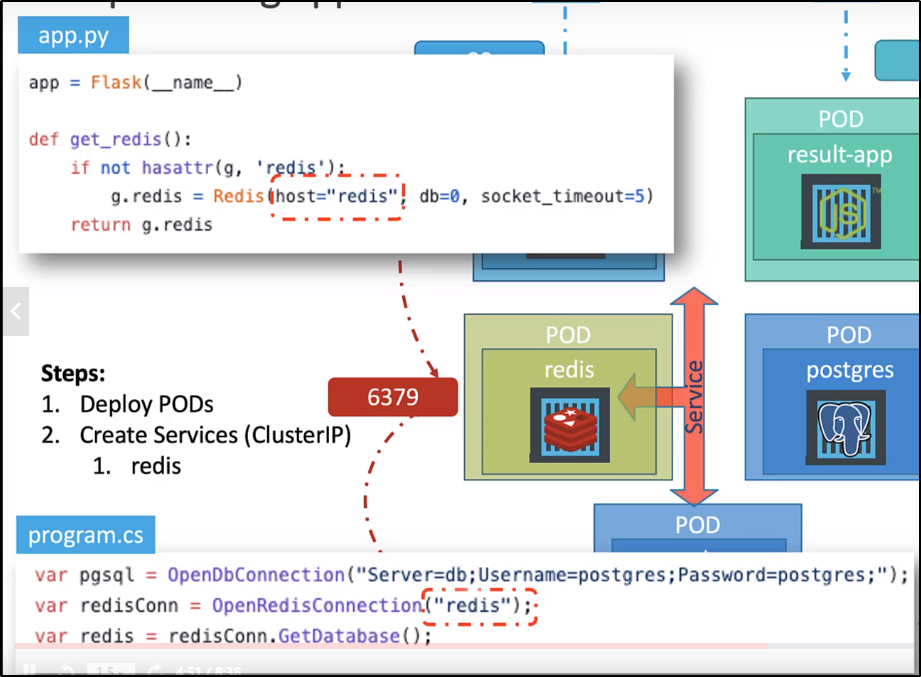 app.py
app = Flask(__name__)
def get_redis():
if not hasattr(g, 'redis'):
g.redis = Redis(host="redis", db=0, socket_timeout=5)
return g.redis
POD
result-app
JS
™
POD
redis
6379
Service
POD
postgres
Steps:
1. Deploy PODs
2. Create Services (ClusterIP)
1. redis
POD
program.cs
var pgsql = OpenDbConnection("Server=db;Username=postgres;Password=postgres;");
var redisConn = OpenRedisConnection("redis");
var redis = redisConn.GetDatabase();
4:51 / 8:38